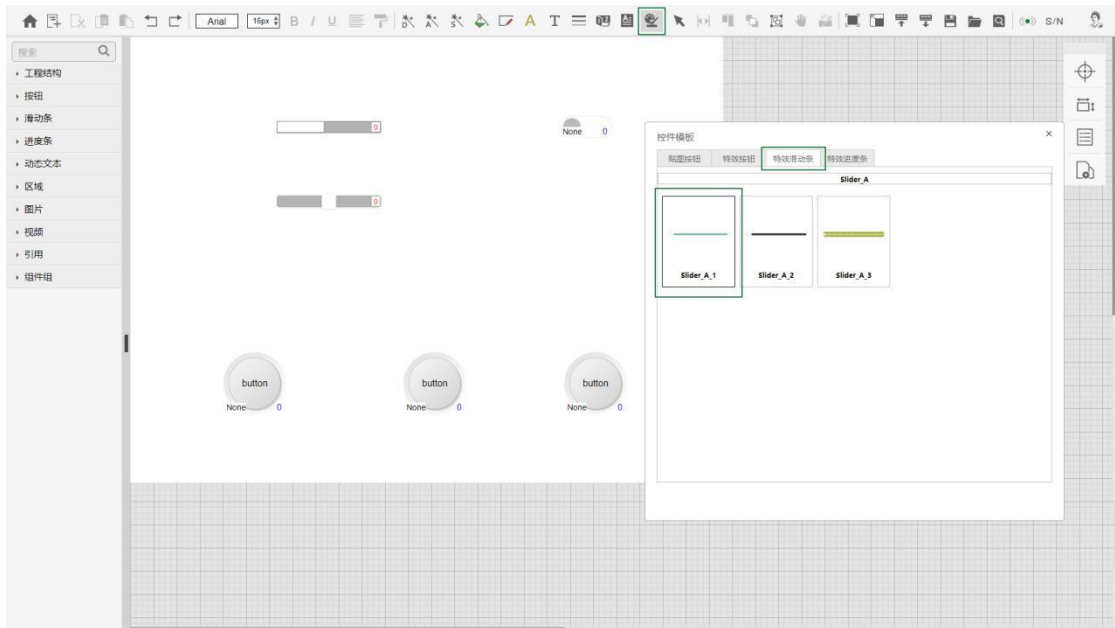 Arial 16px B I U D A S A T S/N
搜索
工程结构
按钮
滑动条
进度条
动态文本
区域
图片
视频
引用
组件组
0
None 0
0
button
None 0
button
None 0
button
None 0
控件模板 ×
贴图按钮 特效按钮 特效滑动条 特效进度条
Slider_A
Slider_A_1 Slider_A_2 Slider_A_3